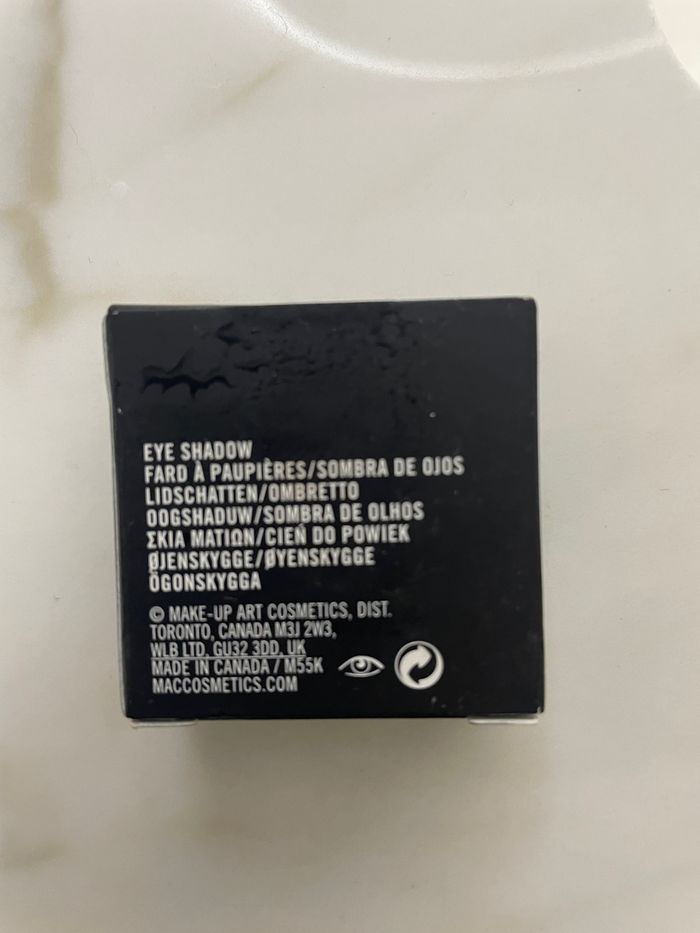 EYE SHADOW
FARD À PAUPIÈRES/SOMBRA DE OJOS
LIDSCHATTEN/OMBRETTO
OOGSHADUW/SOMBRA DE OLHOS
ΣΚΙΑ ΜΑΤΙΩΝ/CIEŃ DO POWIEK
ØJENSKYGGE/ØYENSKYGGE
ÖGONSKYGGA
© MAKE-UP ART COSMETICS, DIST.
TORONTO, CANADA M3J 2W3,
WLB LTD. GU32 3DD. UK
MADE IN CANADA / M55K
MACCOSMETICS.COM